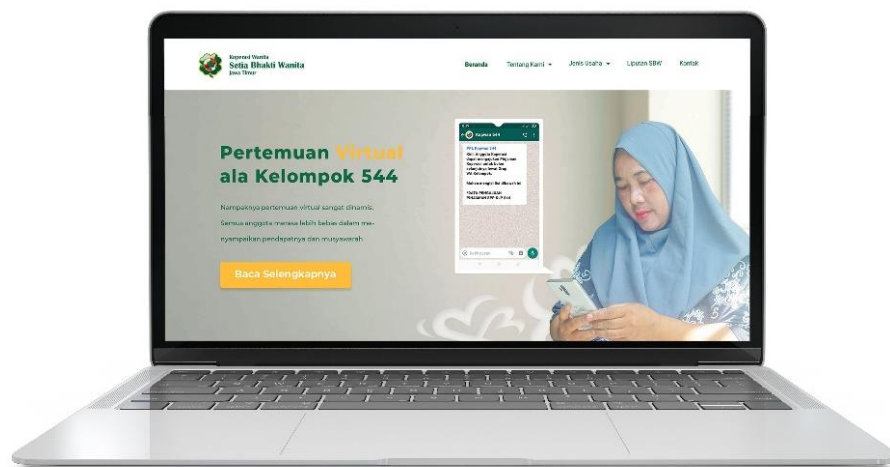 Koperasi Wanita
Setia Bhakti Wanita
Jawa Timur
Beranda
Tentang Kami
Jenis Usaha
Liputan SBW
Kontak
Pertemuan Virtual
ala Kelompok 544
Nampaknya pertemuan virtual sangat dinamis.
Semua anggota merasa lebih bebas dalam me-
nyampaikan pendapatnya dan musyawarah.
Baca Selengkapnya